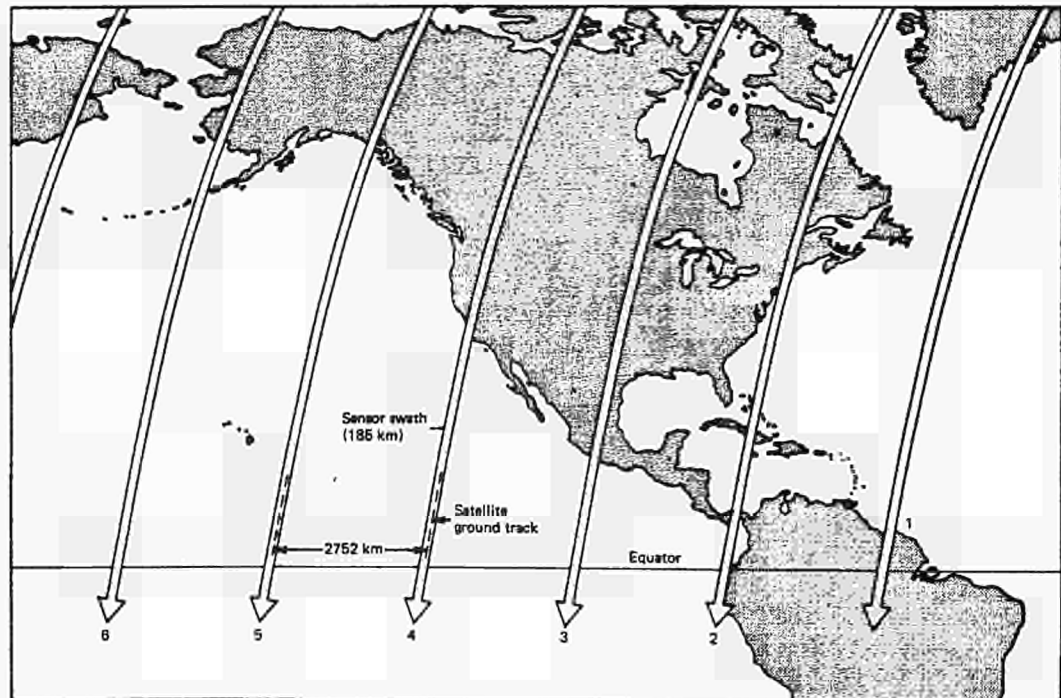 Sensor swath
(185 km)
Satellite
ground track
1
2752 km
Equator
6
5
4
3
2